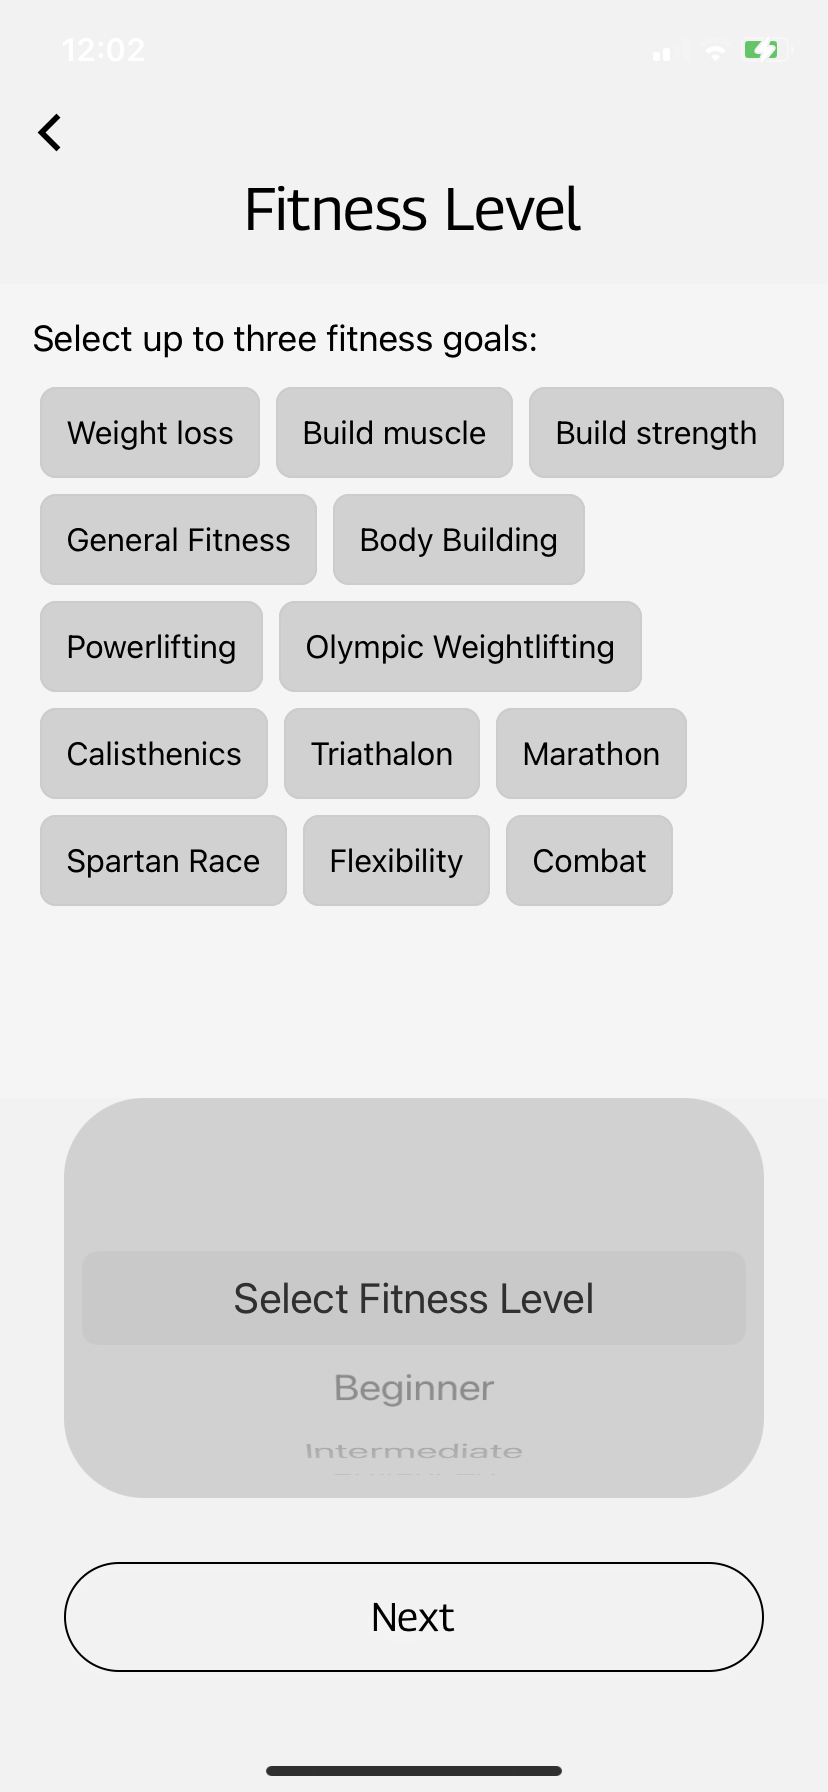 12:02
Fitness Level
Select up to three fitness goals:
Weight loss Build muscle Build strength
General Fitness Body Building
Powerlifting Olympic Weightlifting
Calisthenics Triathalon Marathon
Spartan Race Flexibility Combat
Select Fitness Level
Beginner
Intermediate
Next